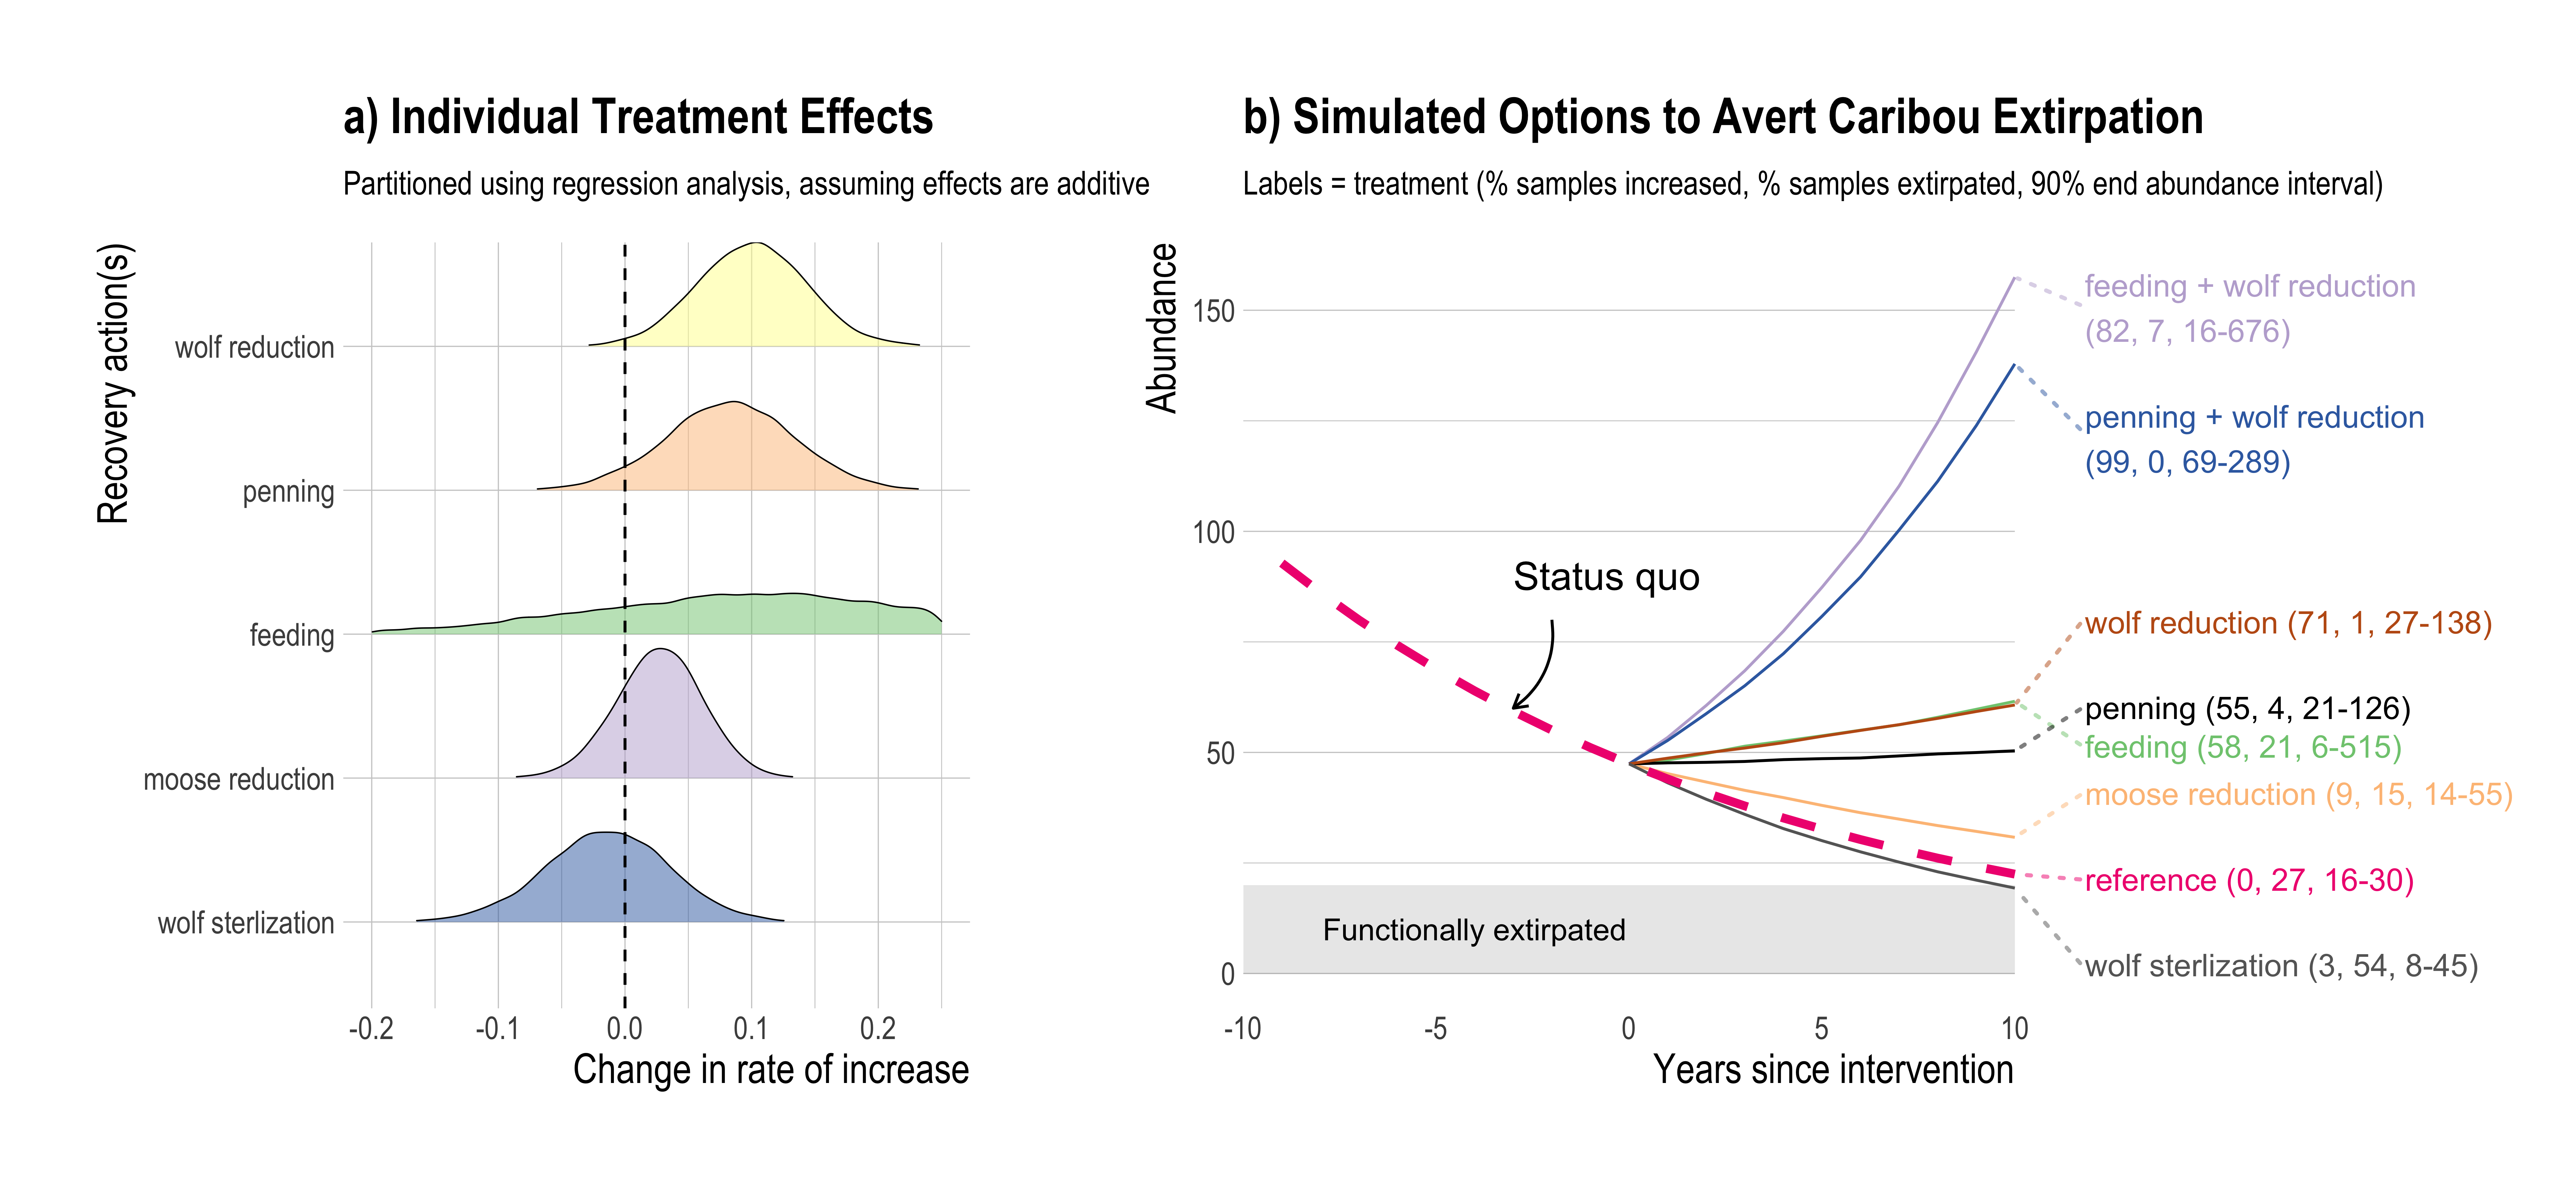 a) Individual Treatment Effects
Partitioned using regression analysis, assuming effects are additive
Recovery action(s)
wolf reduction
penning
feeding
moose reduction
wolf sterlization
-0.2
-0.1
0.0
0.1
0.2
Change in rate of increase
b) Simulated Options to Avert Caribou Extirpation
Labels = treatment (% samples increased, % samples extirpated, 90% end abundance interval)
Abundance
150
100
50
0
Status quo
Functionally extirpated
feeding + wolf reduction
(82, 7, 16-676)
penning + wolf reduction
(99, 0, 69-289)
wolf reduction (71, 1, 27-138)
penning (55, 4, 21-126)
feeding (58, 21, 6-515)
moose reduction (9, 15, 14-55)
reference (0, 27, 16-30)
wolf sterlization (3, 54, 8-45)
-10
-5
0
5
10
Years since intervention